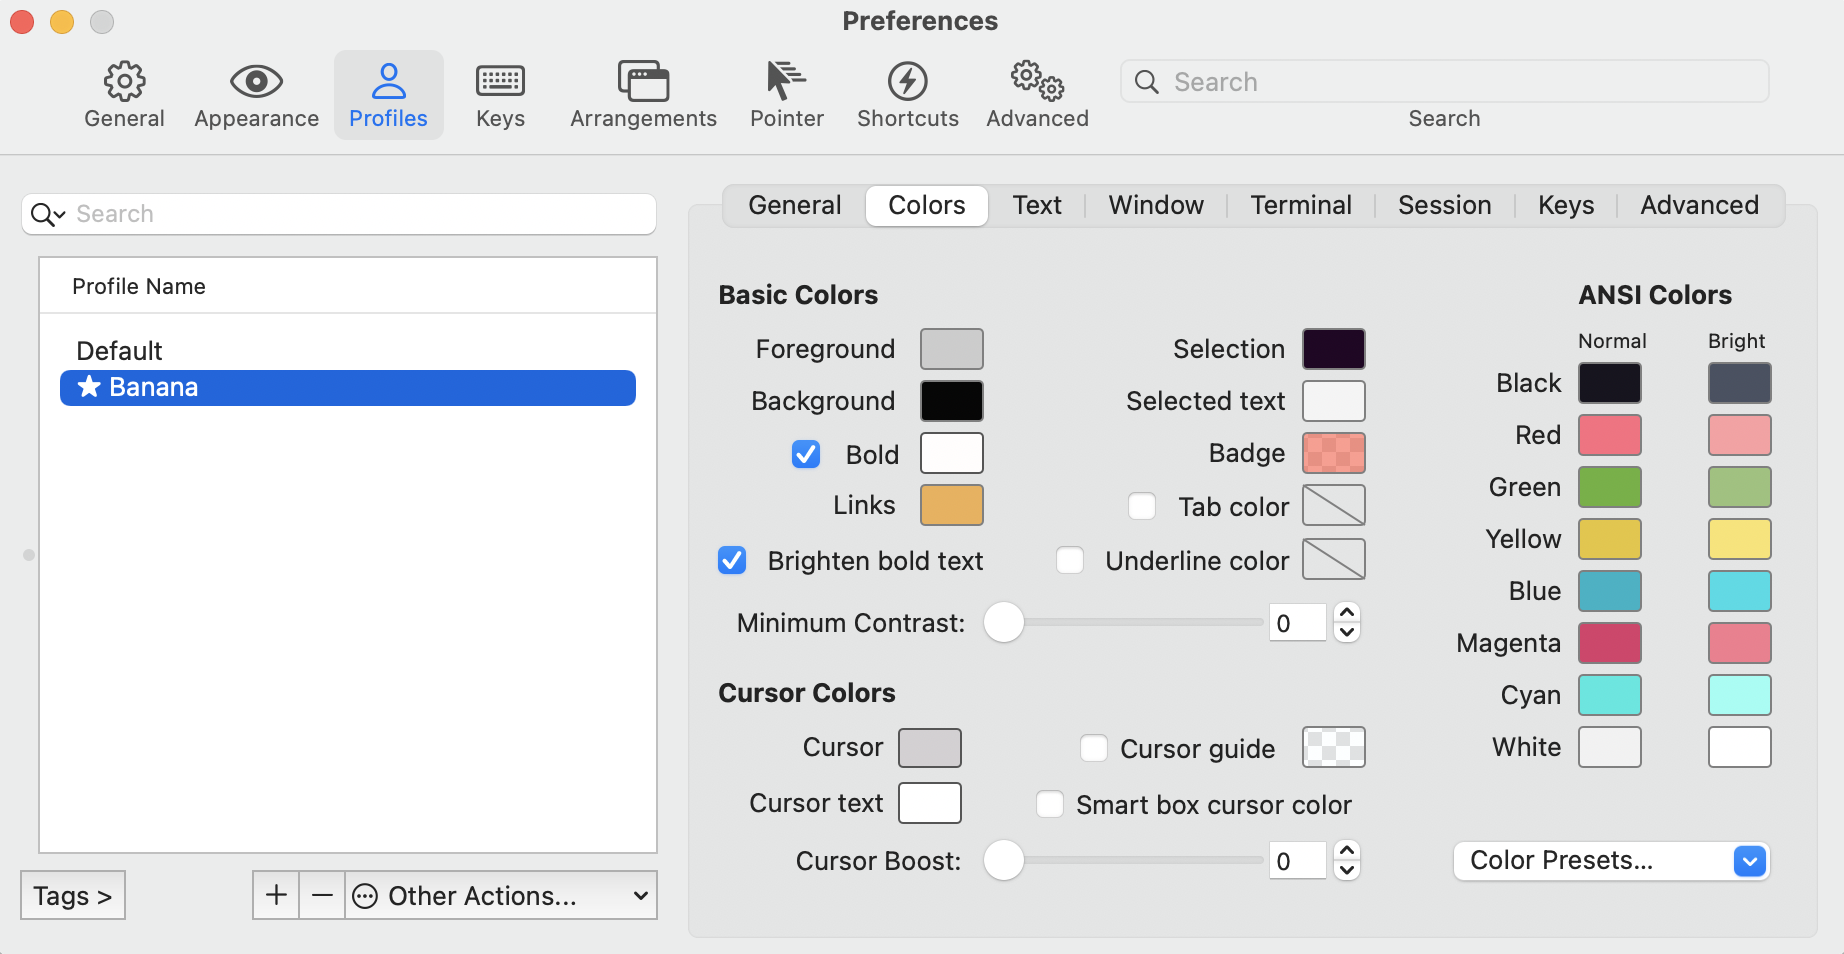 Preferences
General
Appearance
Profiles
Keys
Arrangements
Pointer
Shortcuts
Advanced
Search
Search
Search
Profile Name
Default
Banana
Tags >
Other Actions...
General
Colors
Text
Window
Terminal
Session
Keys
Advanced
Basic Colors
Foreground
Background
Bold
Links
Brighten bold text
Selection
Selected text
Badge
Tab color
Underline color
Minimum Contrast:
0
Cursor Colors
Cursor
Cursor text
Cursor guide
Smart box cursor color
Cursor Boost:
0
ANSI Colors
Normal Bright
Black
Red
Green
Yellow
Blue
Magenta
Cyan
White
Color Presets...